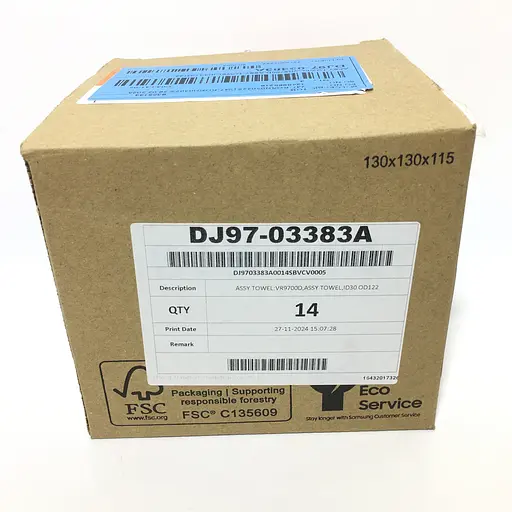 130x130x115
DJ97-03383A
DJ9703383A0014SBVCV0005
Description ASSY TOWEL;VR9700D,ASSY TOWEL,ID30 OD122
QTY 14
Print Date 27-11-2024 15:07:28
Remark
FSC
www.fsc.org
Packaging | Supporting
responsible forestry
FSC® C135609
Eco
Service
Stay longer with Samsung Customer Service